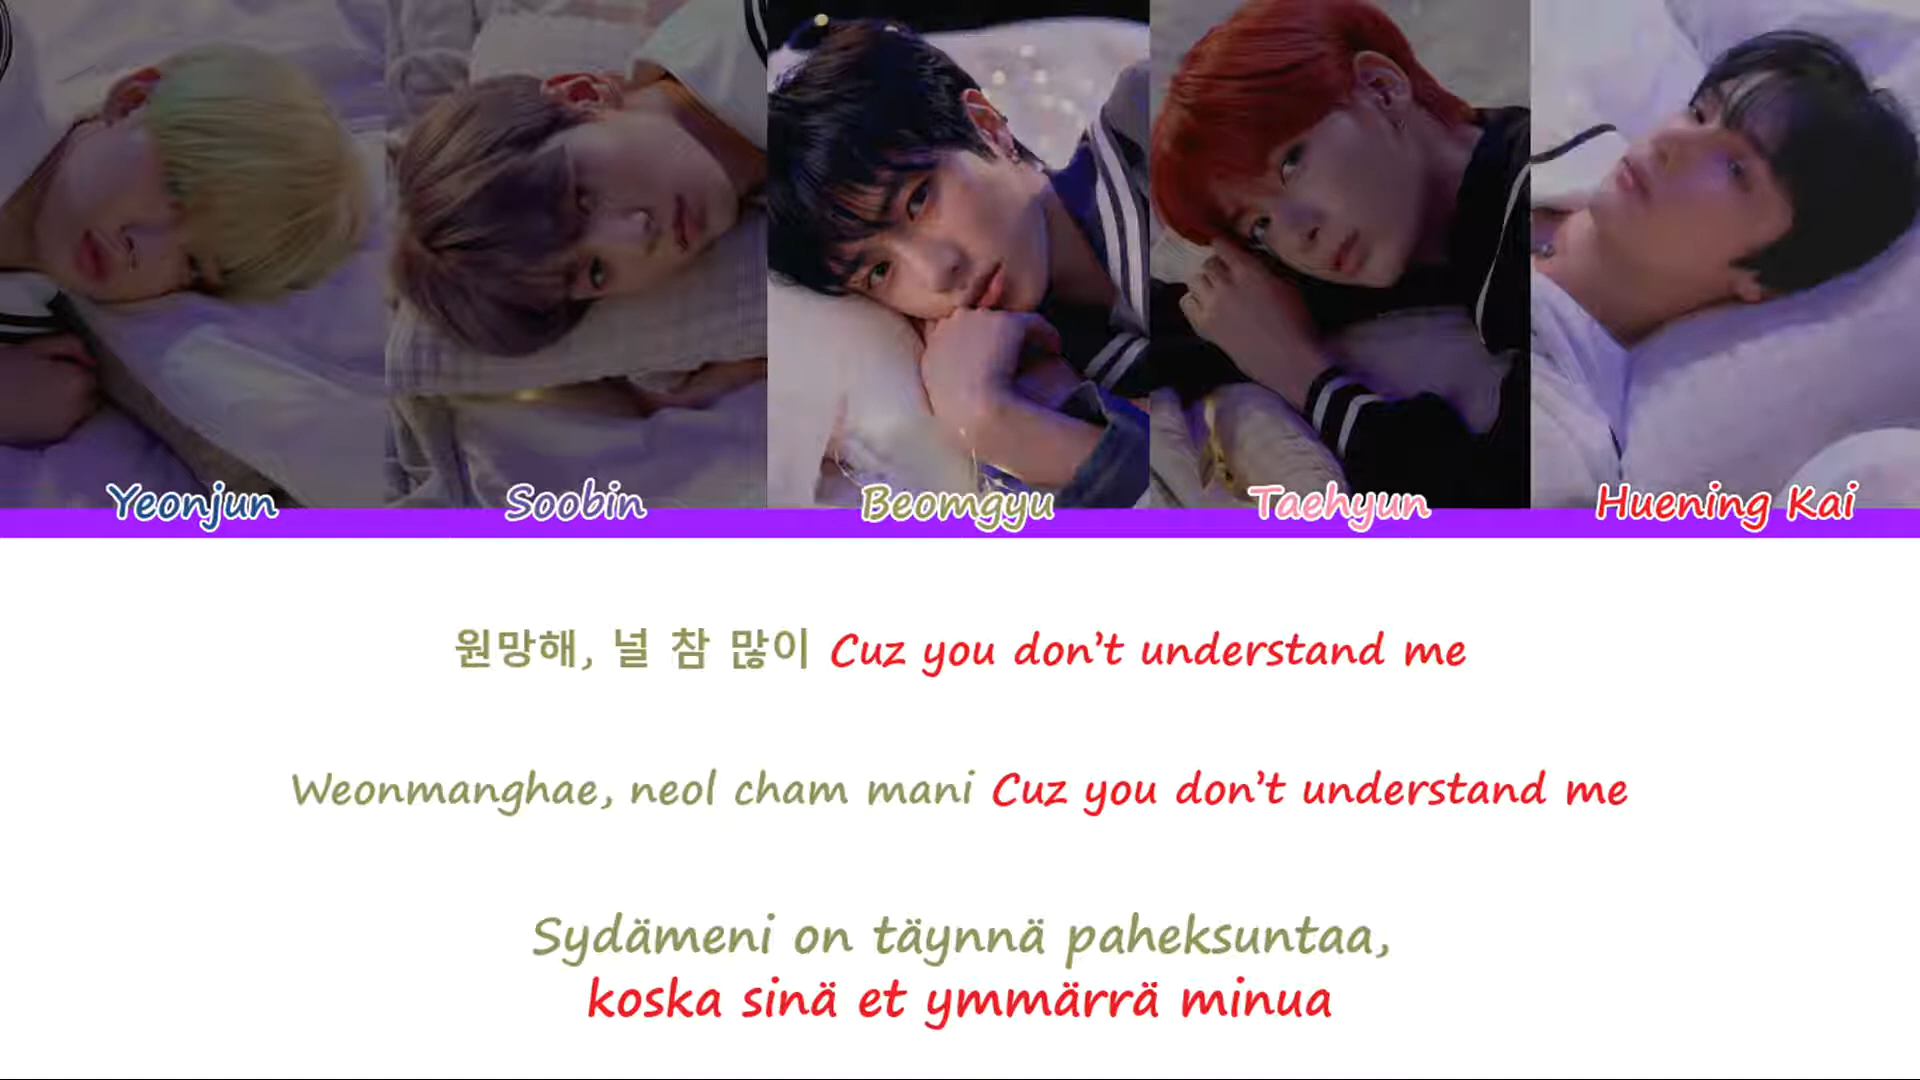 Yeonjun
Soobin
Beomgyu
Taehyun
Huening Kai
원망해, 널 참 많이 Cuz you don't understand me
Weonmanghae, neol cham mani Cuz you don't understand me
Sydämeni on täynnä paheksuntaa,
koska sinä et ymmärrä minua